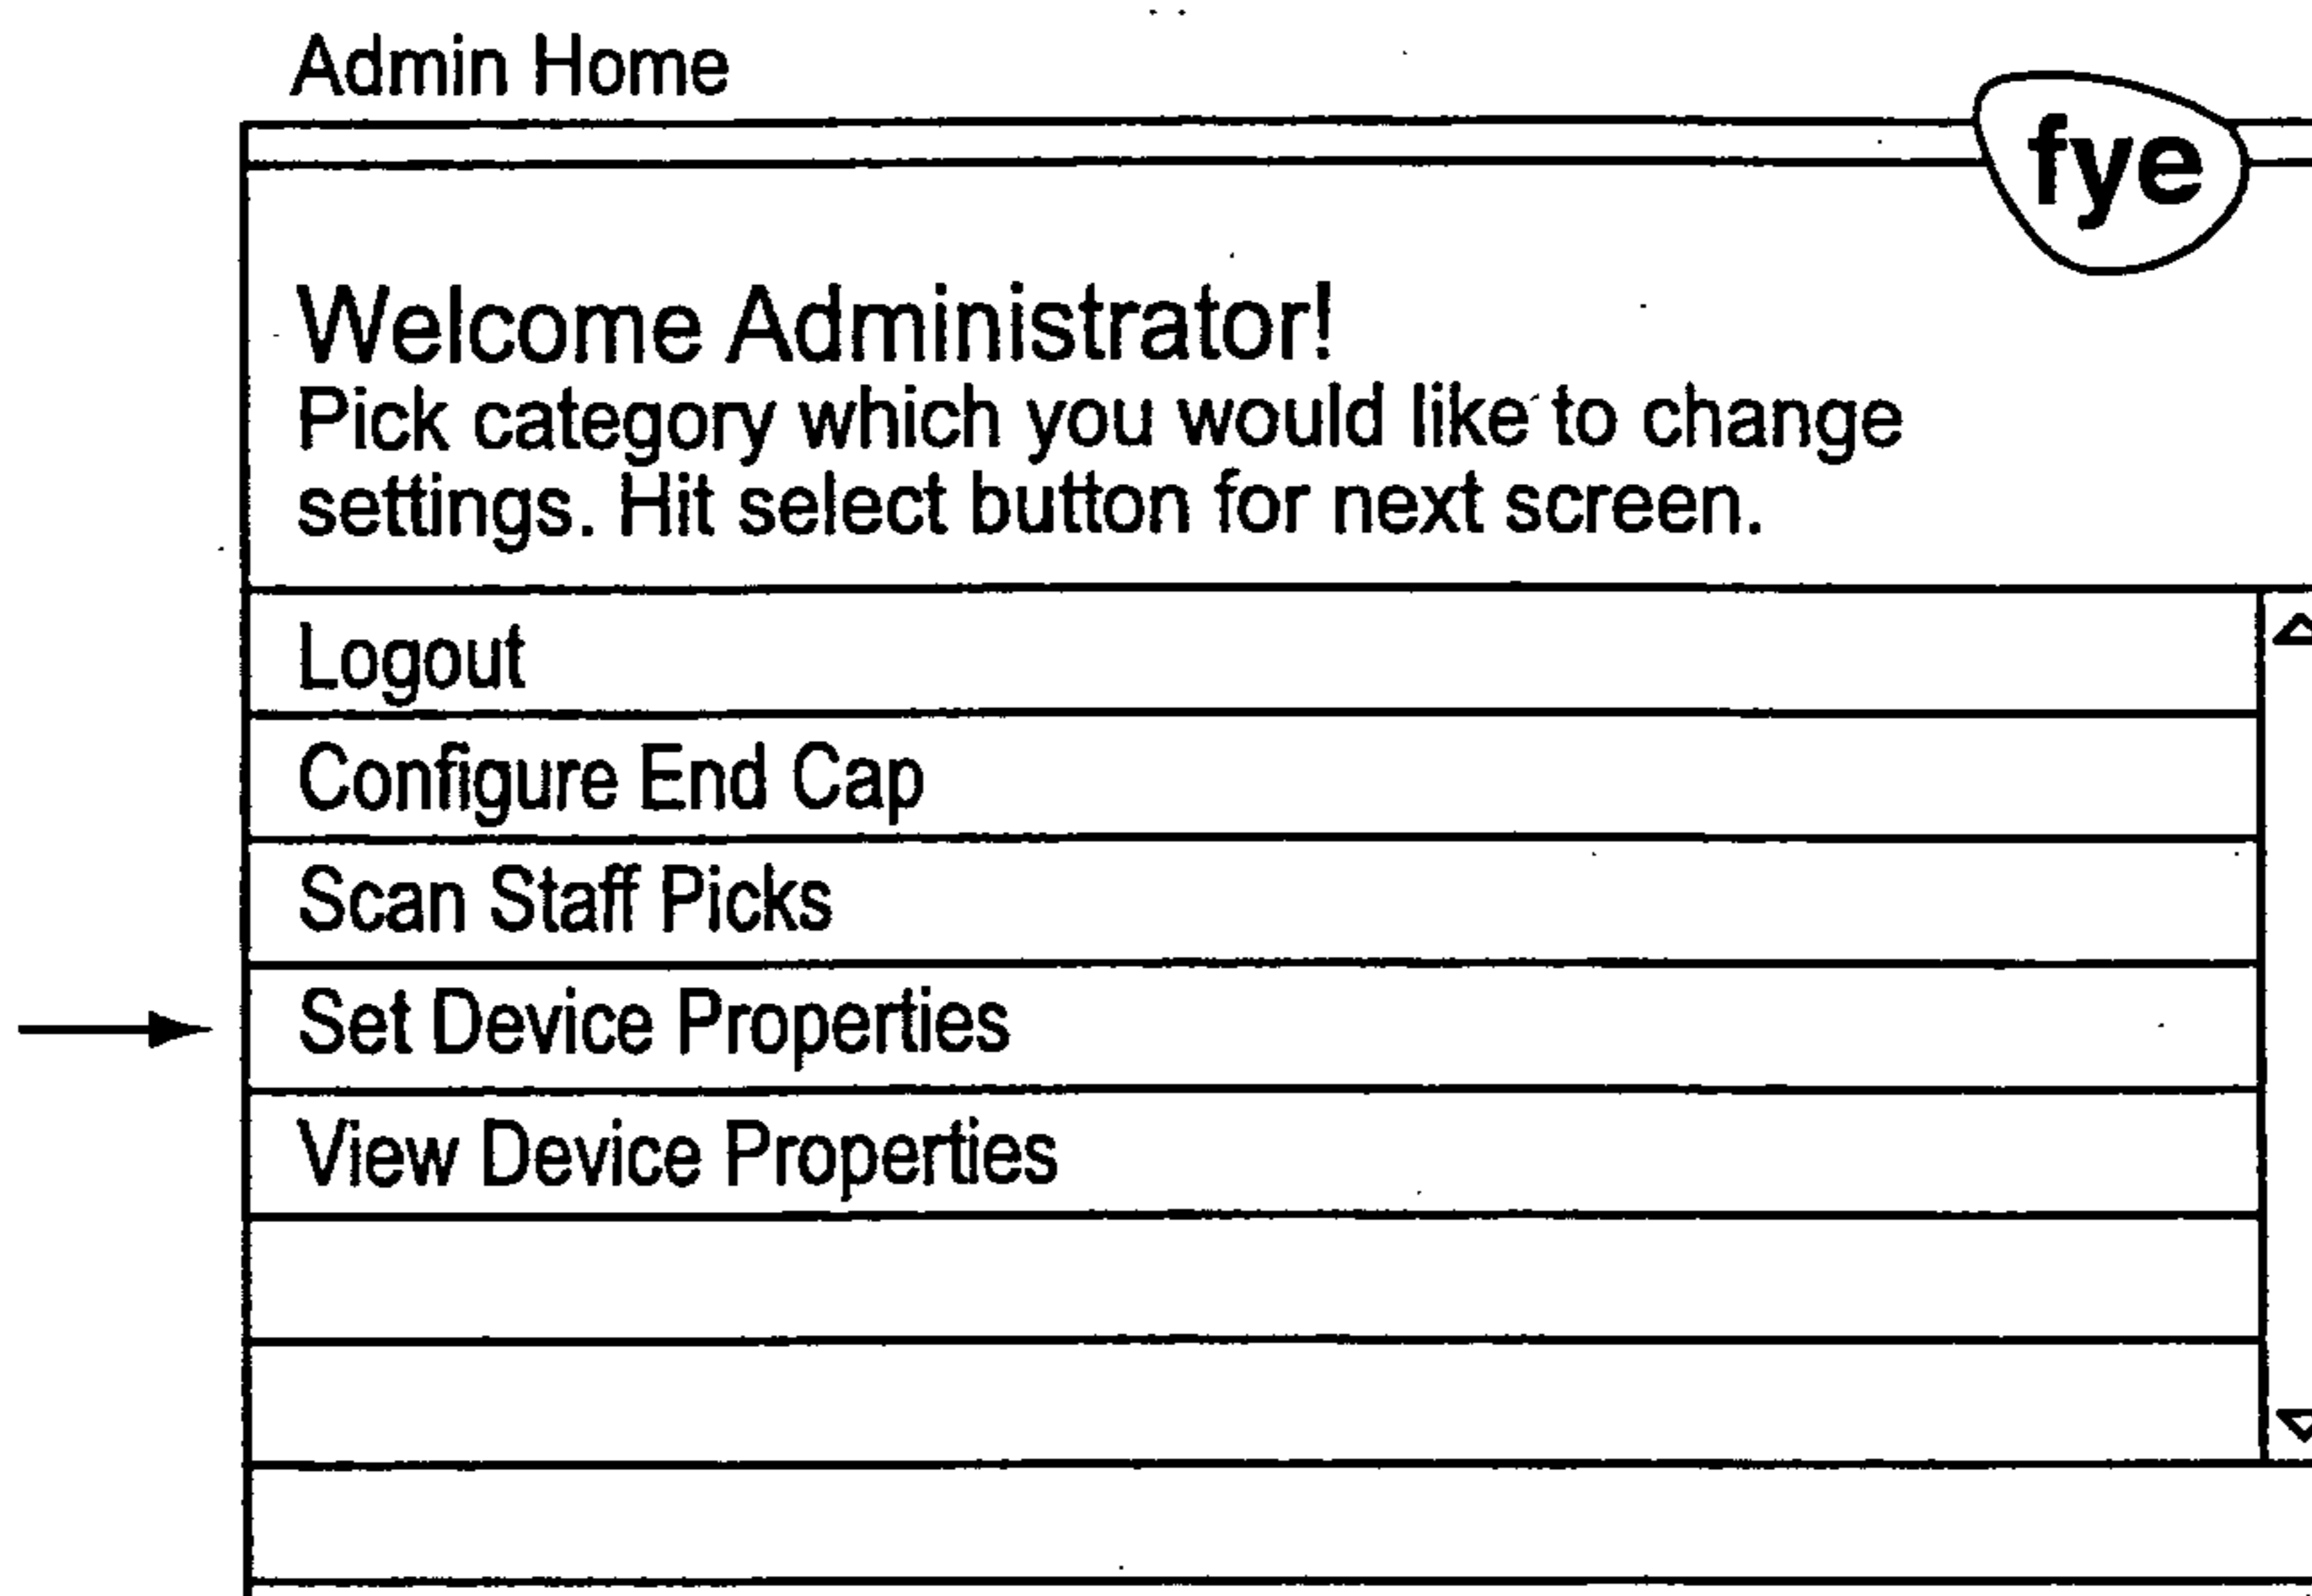 Admin Home
fye
Welcome Administrator!
Pick category which you would like to change
settings. Hit select button for next screen.
Logout
Configure End Cap
Scan Staff Picks
Set Device Properties
View Device Properties